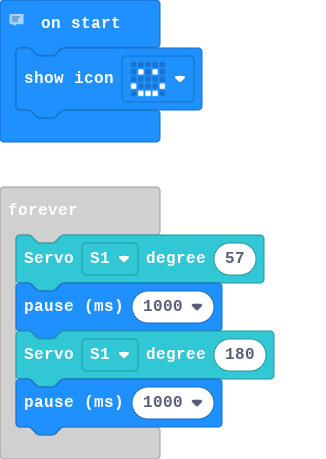 on start
show icon
forever
Servo S1 degree 57
pause (ms) 1000
Servo S1 degree 180
pause (ms) 1000